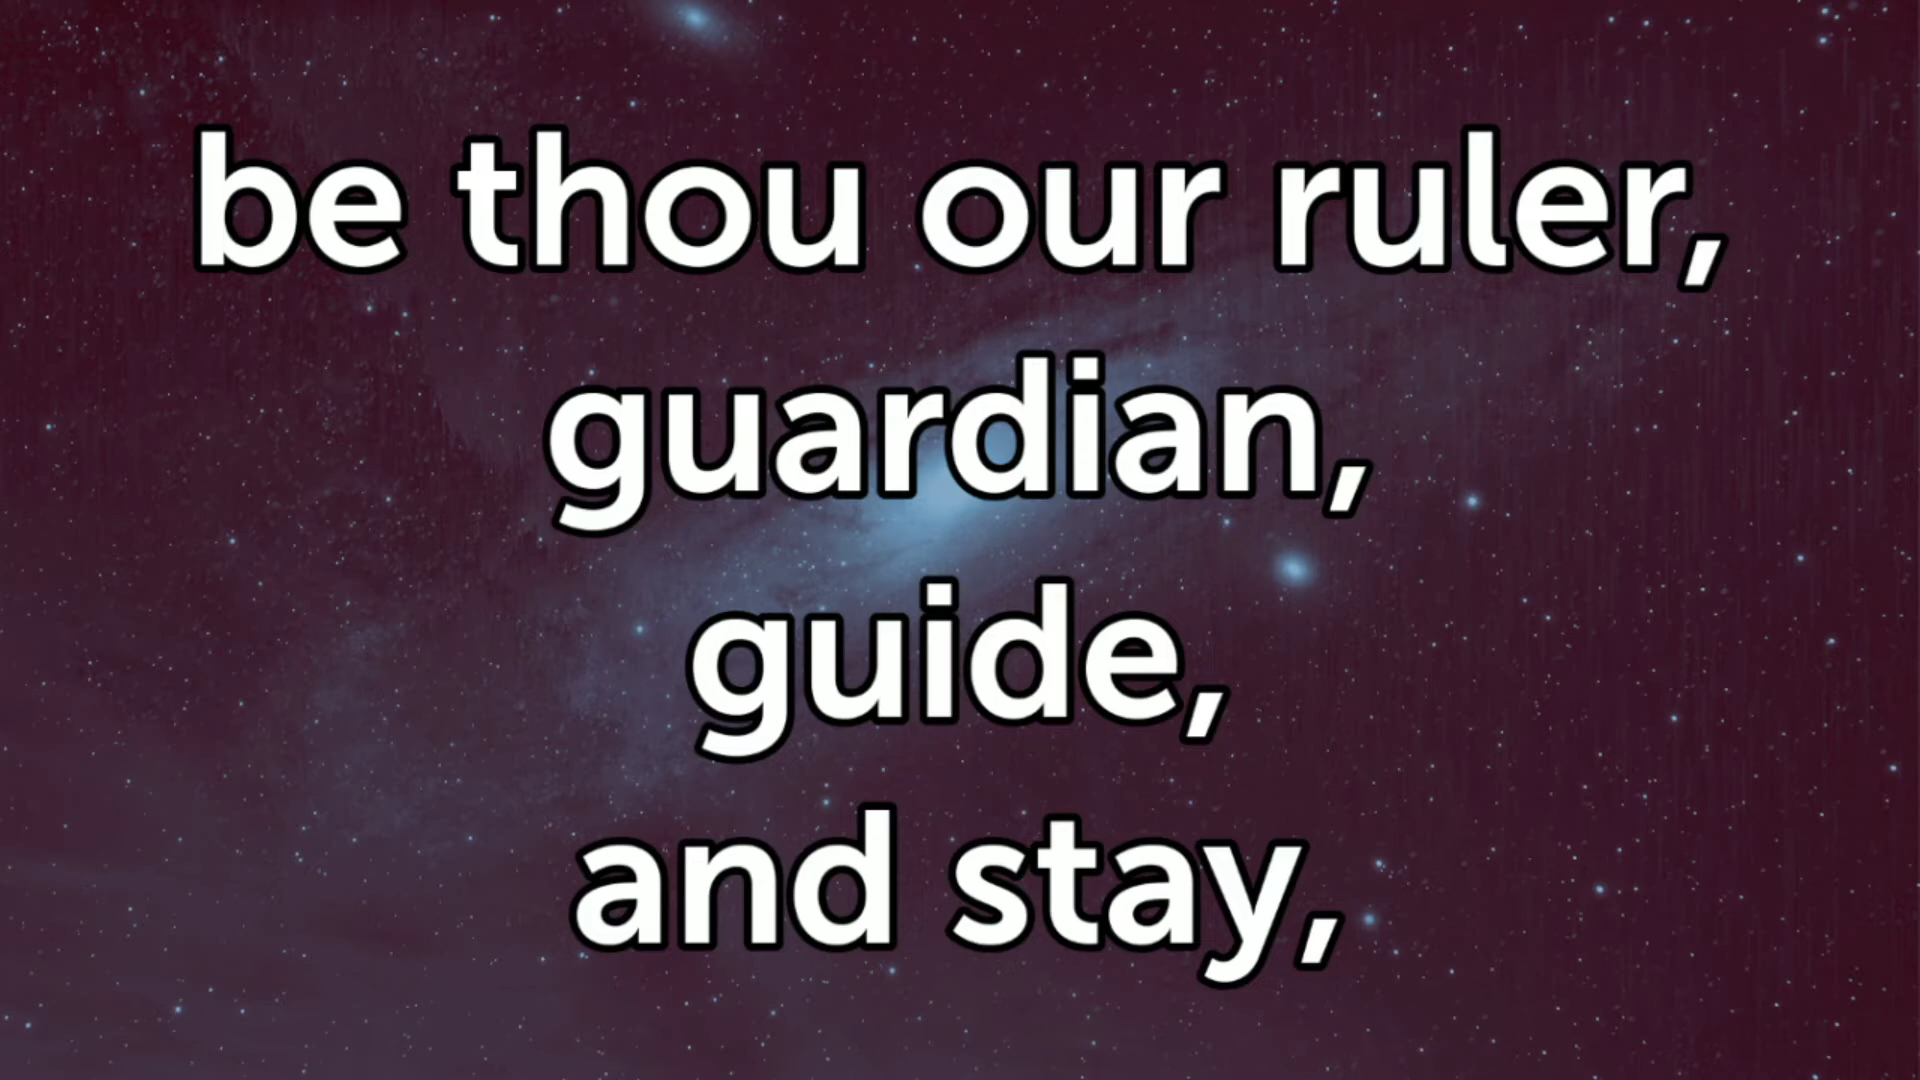 be thou our ruler,
guardian,
guide,
and stay,